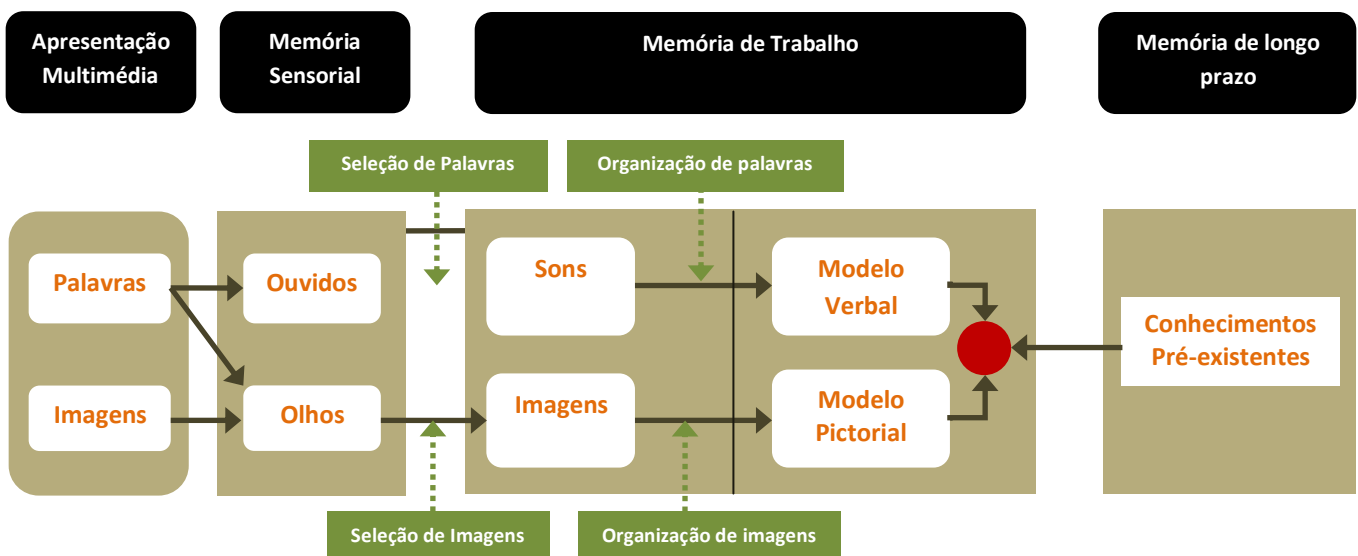 Apresentação
Multimédia
Memória
Sensorial
Memória de Trabalho
Memória de longo
prazo
Seleção de Palavras
Organização de palavras
Palavras
Ouvidos
Sons
Modelo
Verbal
Conhecimentos
Pré-existentes
Imagens
Olhos
Imagens
Modelo
Pictorial
Seleção de Imagens
Organização de imagens